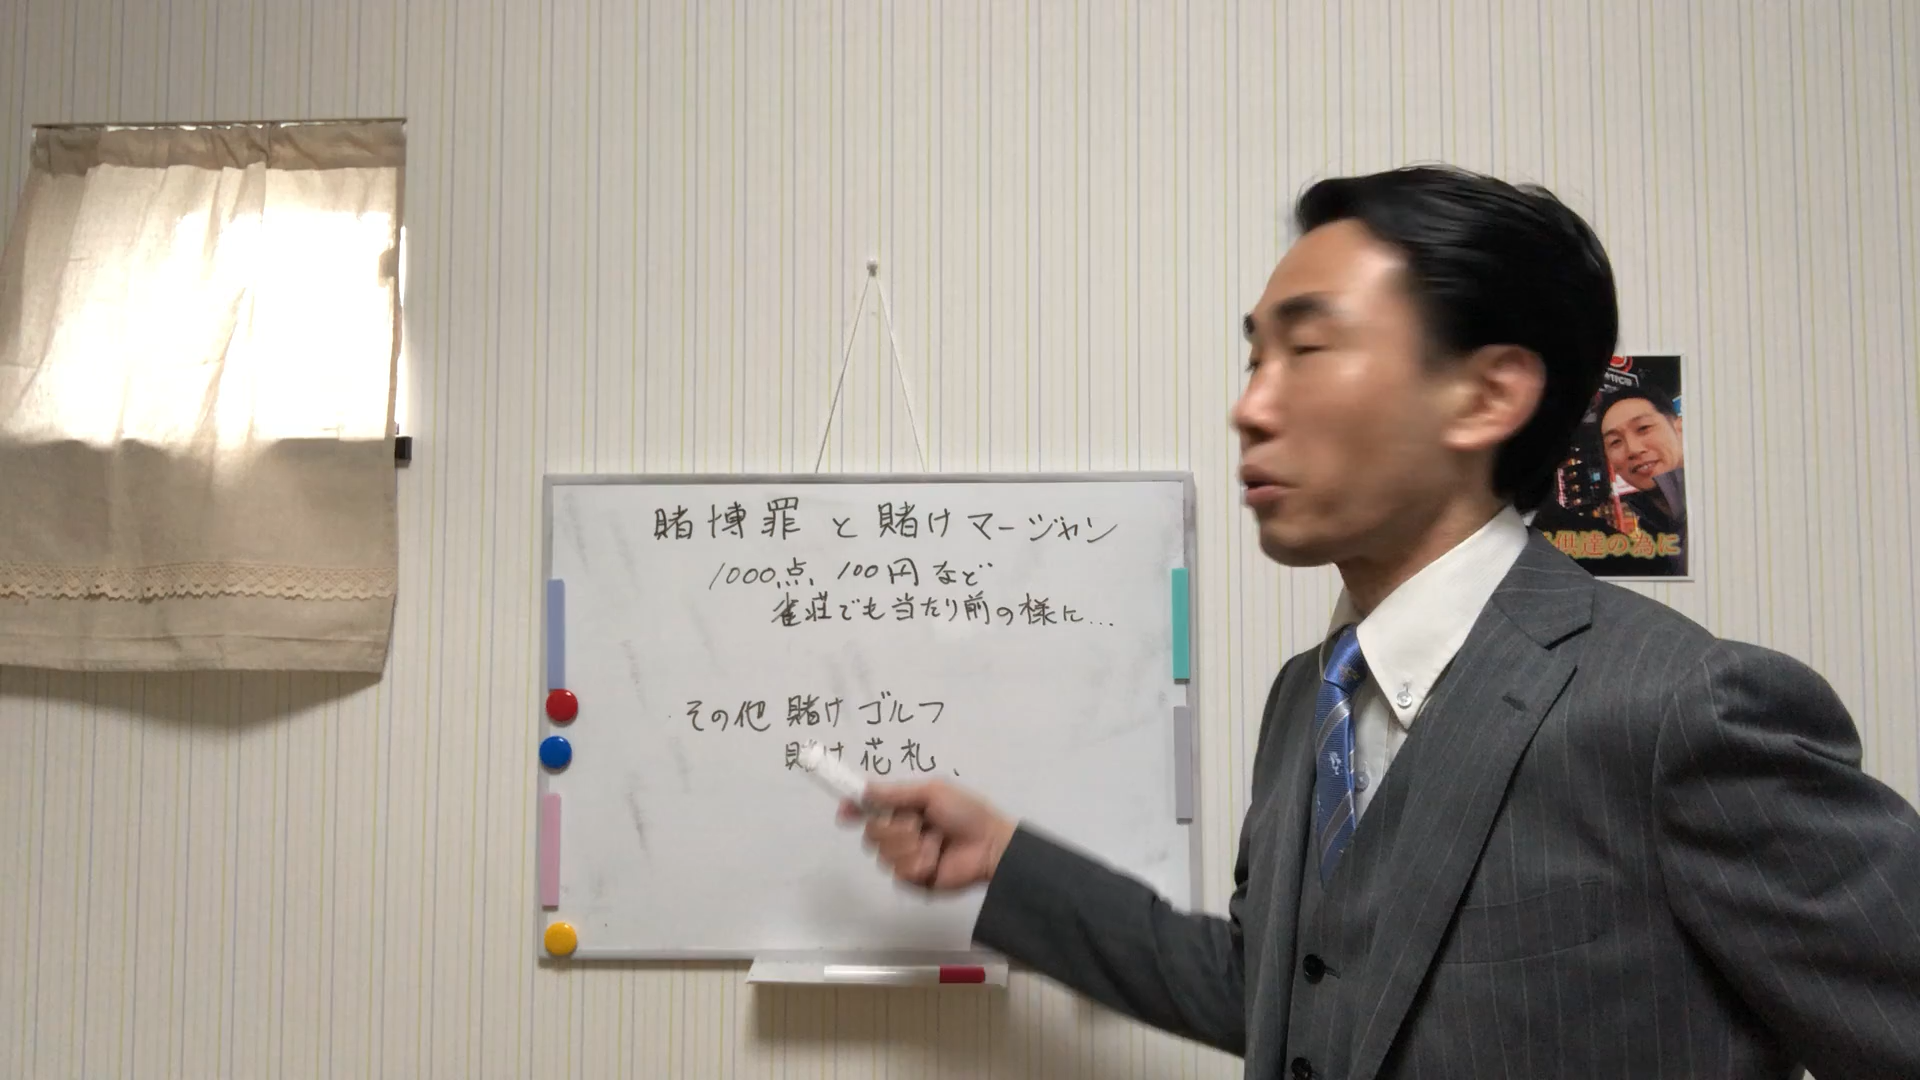 賭博罪と賭けマージャン
1000点、100円など
雀荘でも当たり前の様に...
その他 賭けゴルフ
賭け花札、
供達の為に